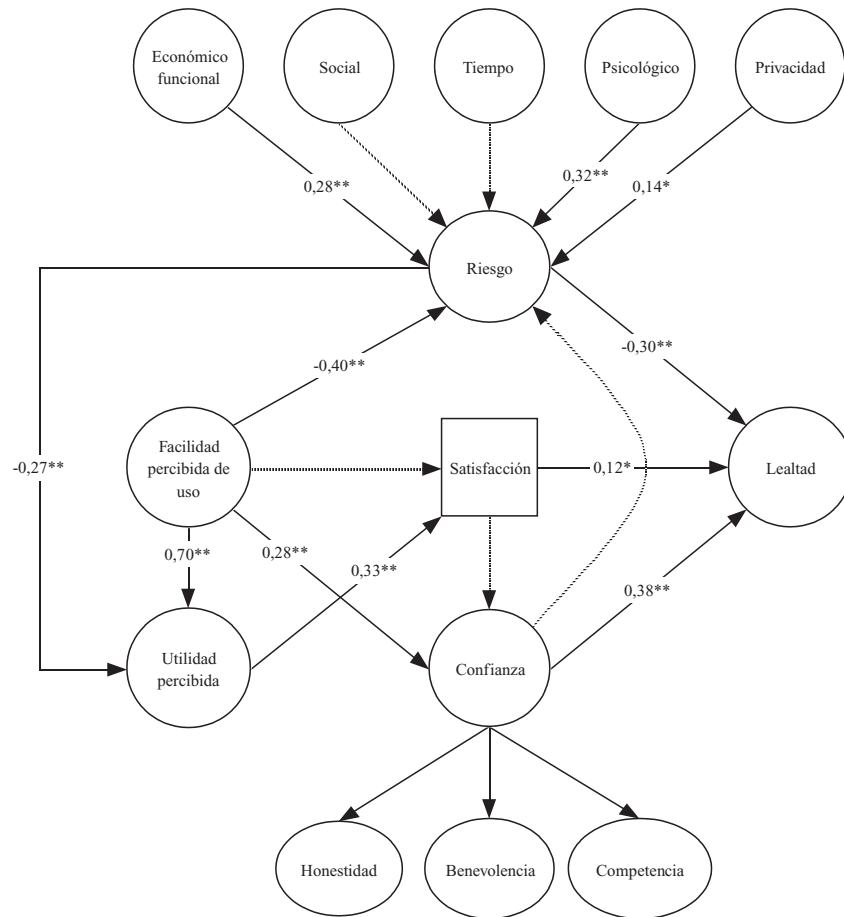 Económico
funcional
Social
Tiempo
Psicológico
Privacidad
0,28**
0,32**
0,14*
Riesgo
-0,40**
-0,30**
Facilidad
percibida de
uso
Satisfacción
0,12*
Lealtad
-0,27**
0,70**
0,28**
0,33**
0,38**
Utilidad
percibida
Confianza
Honestidad
Benevolencia
Competencia